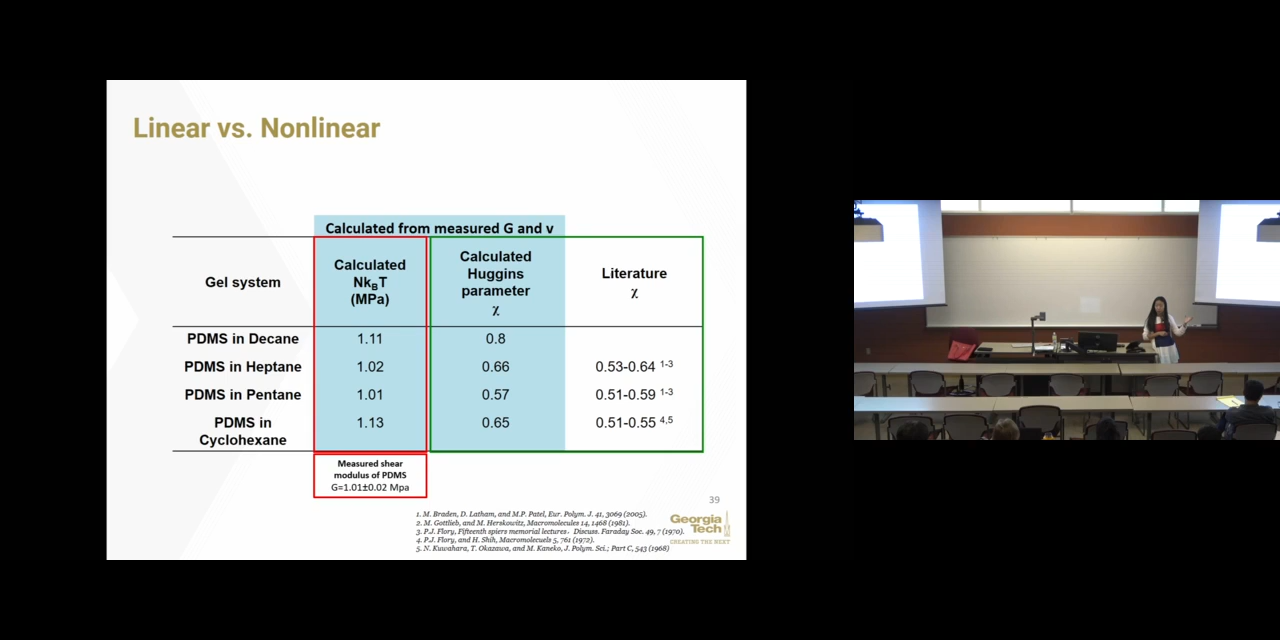 Linear vs. Nonlinear
Calculated from measured G and v
Gel system
Calculated
Nk_BT
(MPa)
Calculated
Huggins
parameter
χ
Literature
χ
PDMS in Decane 1.11 0.8
PDMS in Heptane 1.02 0.66 0.53-0.64 1-3
PDMS in Pentane 1.01 0.57 0.51-0.59 1-3
PDMS in
Cyclohexane
1.13 0.65 0.51-0.55 4,5
Measured shear
modulus of PDMS
G=1.01±0.02 Mpa
39
1. M. Braden, D. Latham, and M.P. Patel, Eur. Polym. J. 41, 3069 (2005).
2. M. Gottlieb, and M. Herskowitz, Macromolecules 14, 1468 (1981).
3. P.J. Flory, Fifteenth spiers memorial lectures. Discuss. Faraday Soc. 49, 7 (1970).
4. P.J. Flory, and H. Shih, Macromolecuels 5, 761 (1972).
5. N. Kuwahara, T. Okazawa, and M. Kaneko, J. Polym. Sci.; Part C, 543 (1968)
Georgia
Tech
CREATING THE NEXT